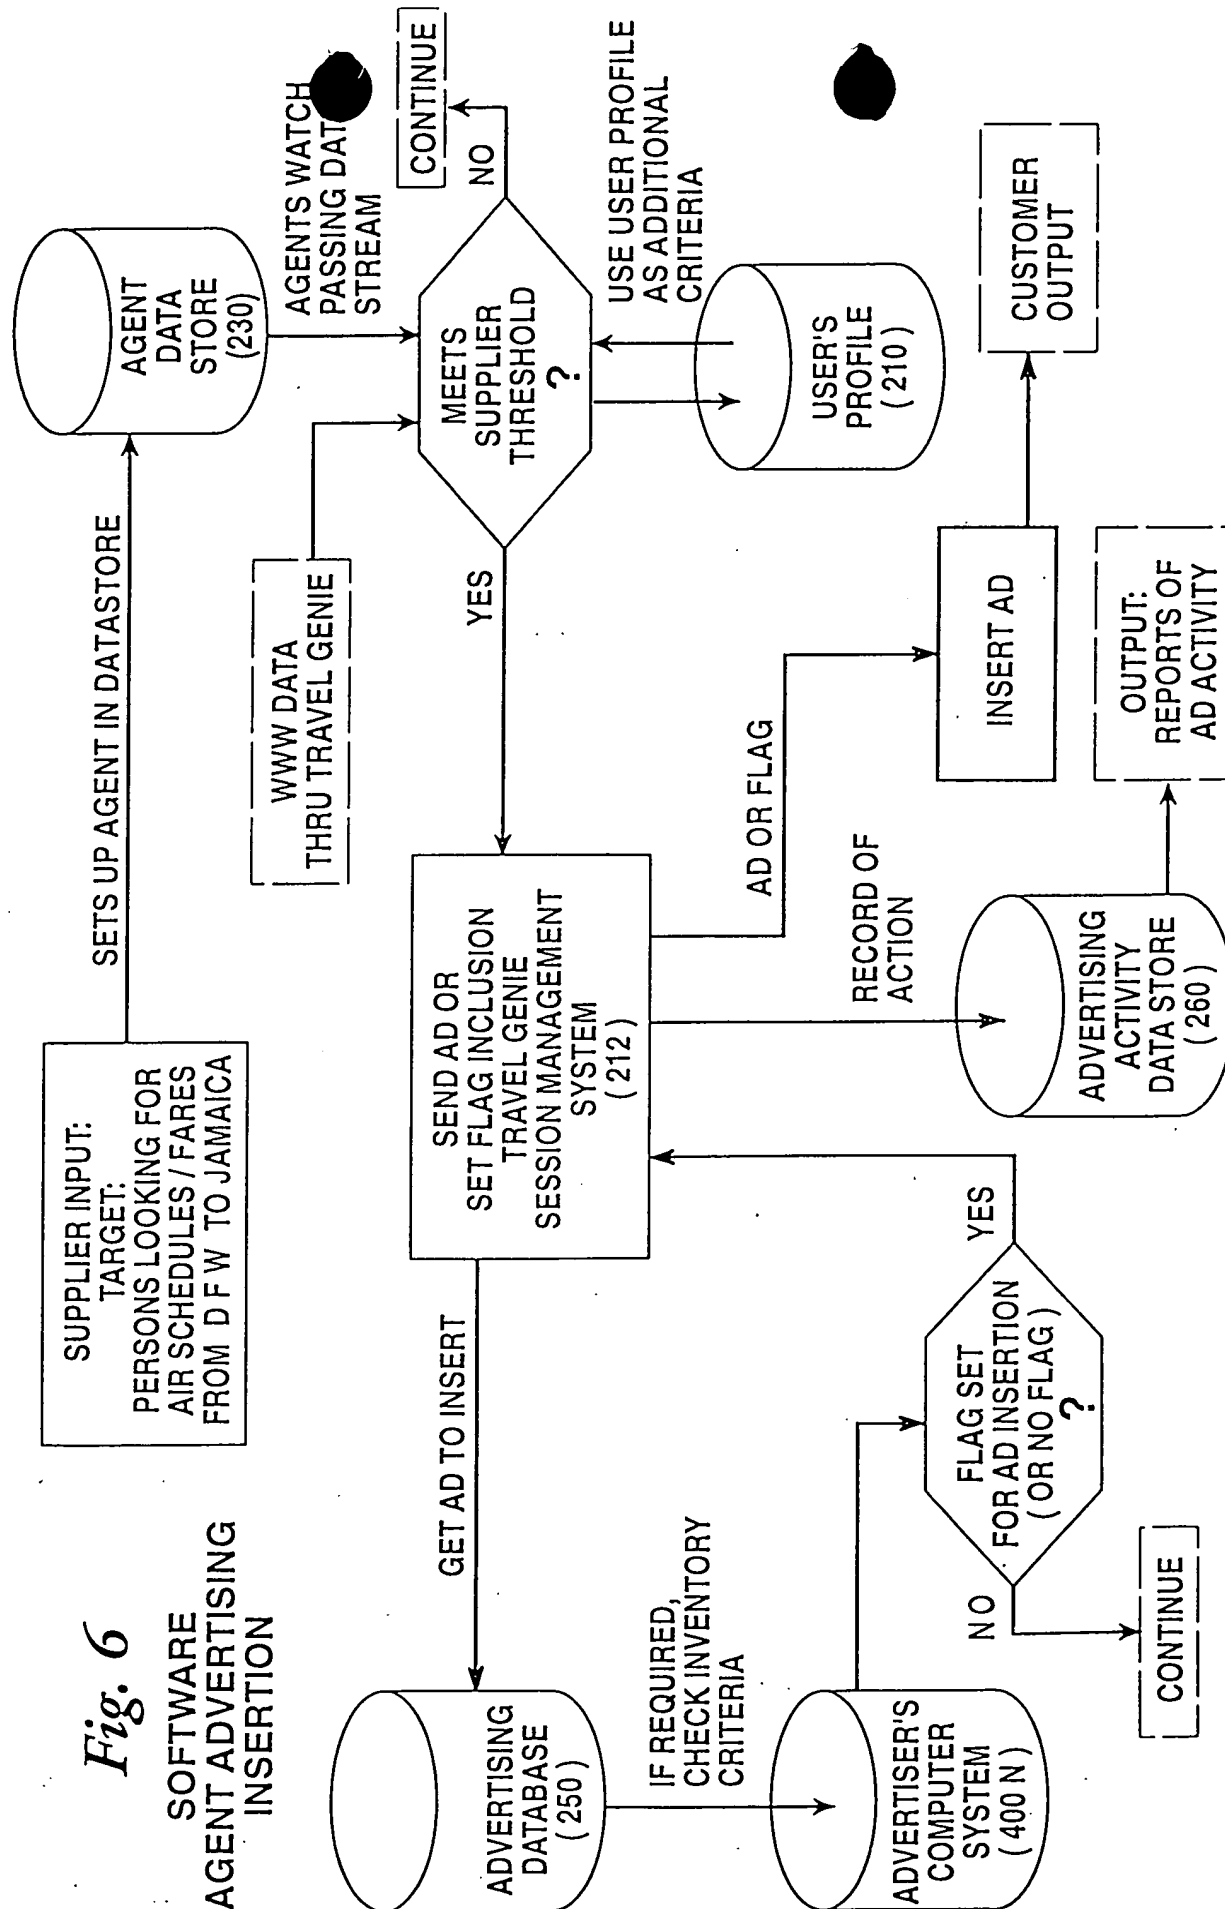 Fig. 6
SOFTWARE
AGENT ADVERTISING
INSERTION
SUPPLIER INPUT:
TARGET:
PERSONS LOOKING FOR
AIR SCHEDULES / FARES
FROM D F W TO JAMAICA
SETS UP AGENT IN DATASTORE
AGENT
DATA
STORE
(230)
AGENTS WATCH
PASSING DAT
STREAM
WWW DATA
THRU TRAVEL GENIE
MEETS
SUPPLIER
THRESHOLD
?
NO
CONTINUE
YES
USE USER PROFILE
AS ADDITIONAL
CRITERIA
USER'S
PROFILE
(210)
SEND AD OR
SET FLAG INCLUSION
TRAVEL GENIE
SESSION MANAGEMENT
SYSTEM
(212)
GET AD TO INSERT
ADVERTISING
DATABASE
(250)
IF REQUIRED,
CHECK INVENTORY
CRITERIA
ADVERTISER'S
COMPUTER
SYSTEM
(400N)
FLAG SET
FOR AD INSERTION
(OR NO FLAG)
?
YES
NO
CONTINUE
AD OR FLAG
INSERT AD
CUSTOMER
OUTPUT
RECORD OF
ACTION
ADVERTISING
ACTIVITY
DATA STORE
(260)
OUTPUT:
REPORTS OF
AD ACTIVITY